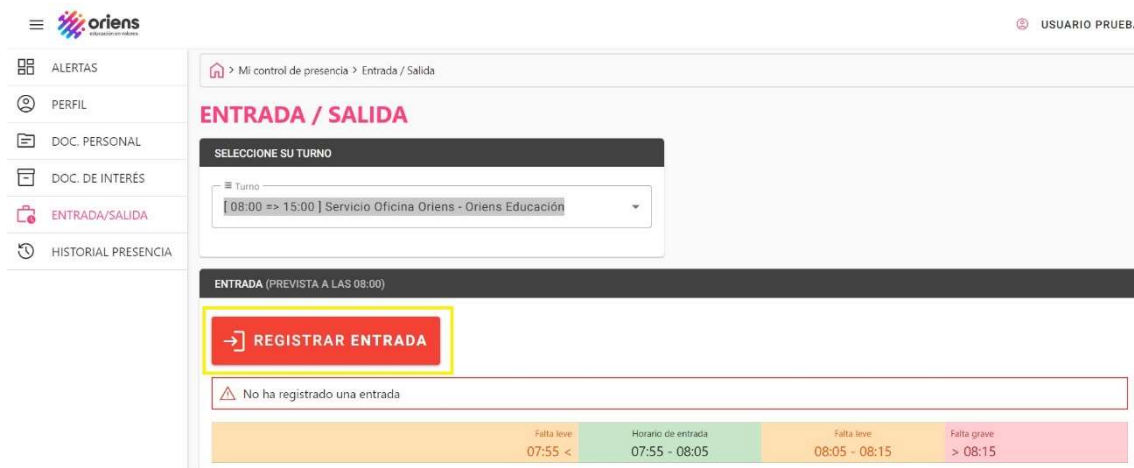 oriens
educación en valores
USUARIO PRUEB
ALERTAS
PERFIL
DOC. PERSONAL
DOC. DE INTERÉS
ENTRADA/SALIDA
HISTORIAL PRESENCIA
> Mi control de presencia > Entrada / Salida
ENTRADA / SALIDA
SELECCIONE SU TURNO
Turno
[ 08:00 => 15:00 ] Servicio Oficina Oriens - Oriens Educación
ENTRADA (PREVISTA A LAS 08:00)
REGISTRAR ENTRADA
No ha registrado una entrada
Falta leve
07:55 <
Horario de entrada
07:55 - 08:05
Falta leve
08:05 - 08:15
Falta grave
> 08:15